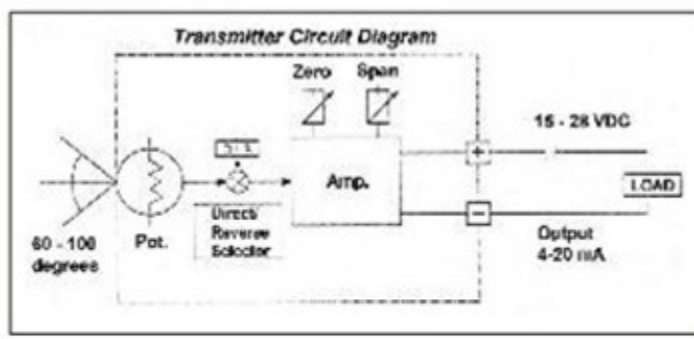 Transmitter Circuit Diagram
Zero Span
15 - 28 VDC
+
Amp.
LOAD
60 - 100
degrees
Pot.
Direct/
Reverse
Selector
−
Output
4-20 mA